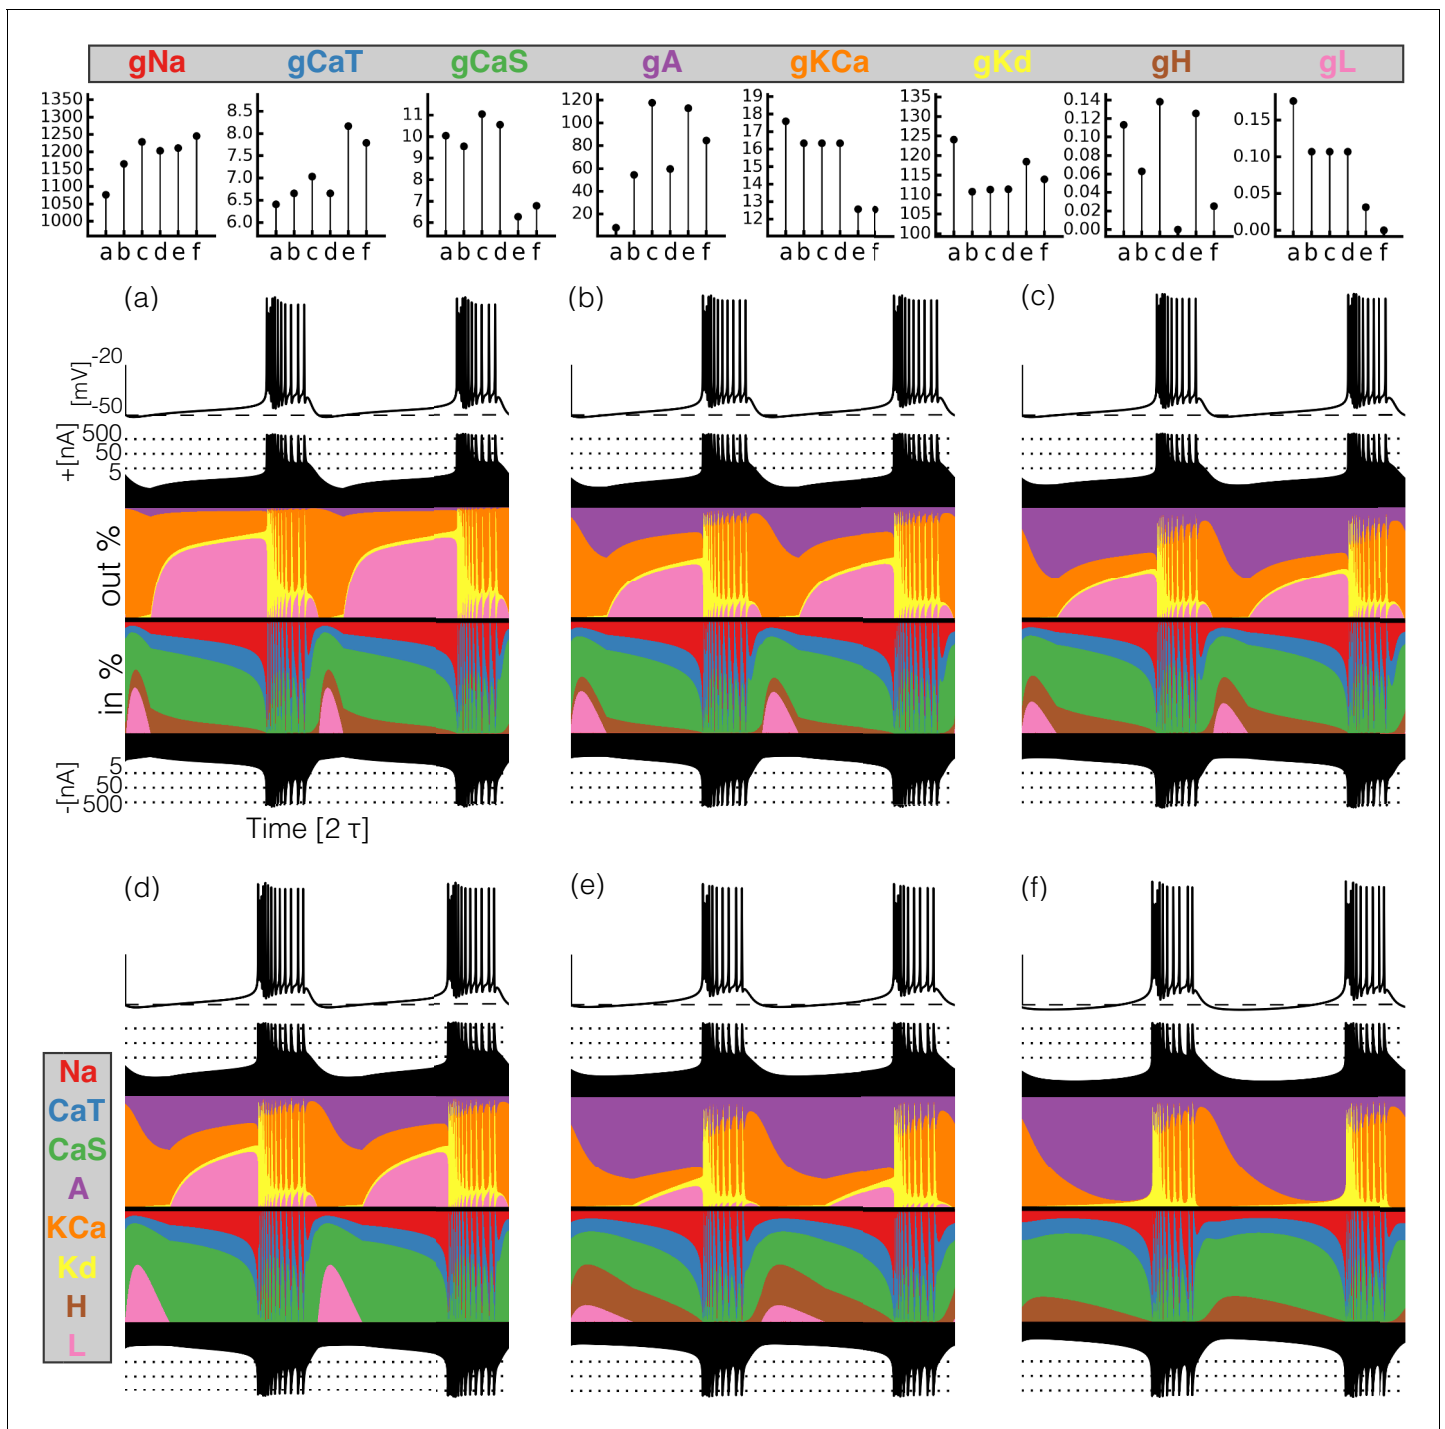 gNa gCaT gCaS gA gKCa gKd gH gL
1350 1300 1250 1200 1150 1100 1050 1000
8.5 8.0 7.5 7.0 6.5 6.0
11 10 9 8 7 6
120 100 80 60 40 20
19 18 17 16 15 14 13 12
135 130 125 120 115 110 105 100
0.14 0.12 0.10 0.08 0.06 0.04 0.02 0.00
0.15 0.10 0.05 0.00
a b c d e f a b c d e f a b c d e f a b c d e f a b c d e f a b c d e f a b c d e f a b c d e f
(a) (b) (c)
-20
[mV]
-50
500
+[nA] 50
5
out %
in %
5
-[nA] 50
500
Time [2 τ]
(d) (e) (f)
Na
CaT
CaS
A
KCa
Kd
H
L